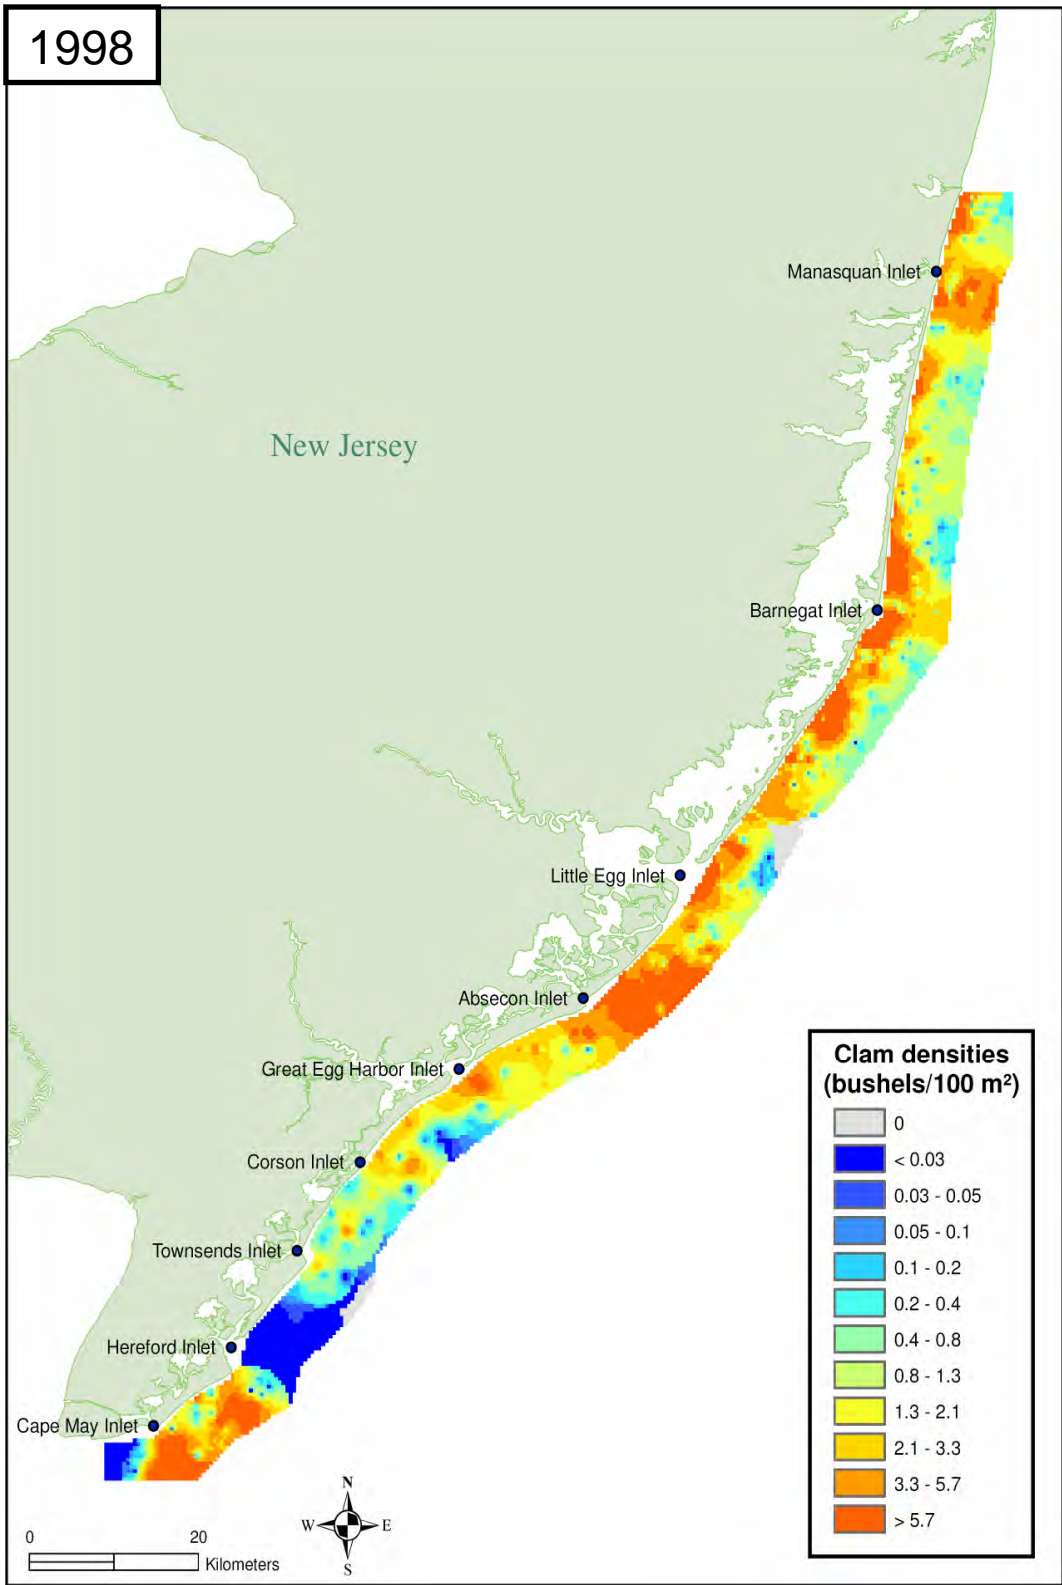 1998
Manasquan Inlet
New Jersey
Barnegat Inlet
Little Egg Inlet
Absecon Inlet
Great Egg Harbor Inlet
Corson Inlet
Townsends Inlet
Hereford Inlet
Cape May Inlet
Clam densities
(bushels/100 m²)
0
< 0.03
0.03 - 0.05
0.05 - 0.1
0.1 - 0.2
0.2 - 0.4
0.4 - 0.8
0.8 - 1.3
1.3 - 2.1
2.1 - 3.3
3.3 - 5.7
> 5.7
N
W E
S
0 20
Kilometers